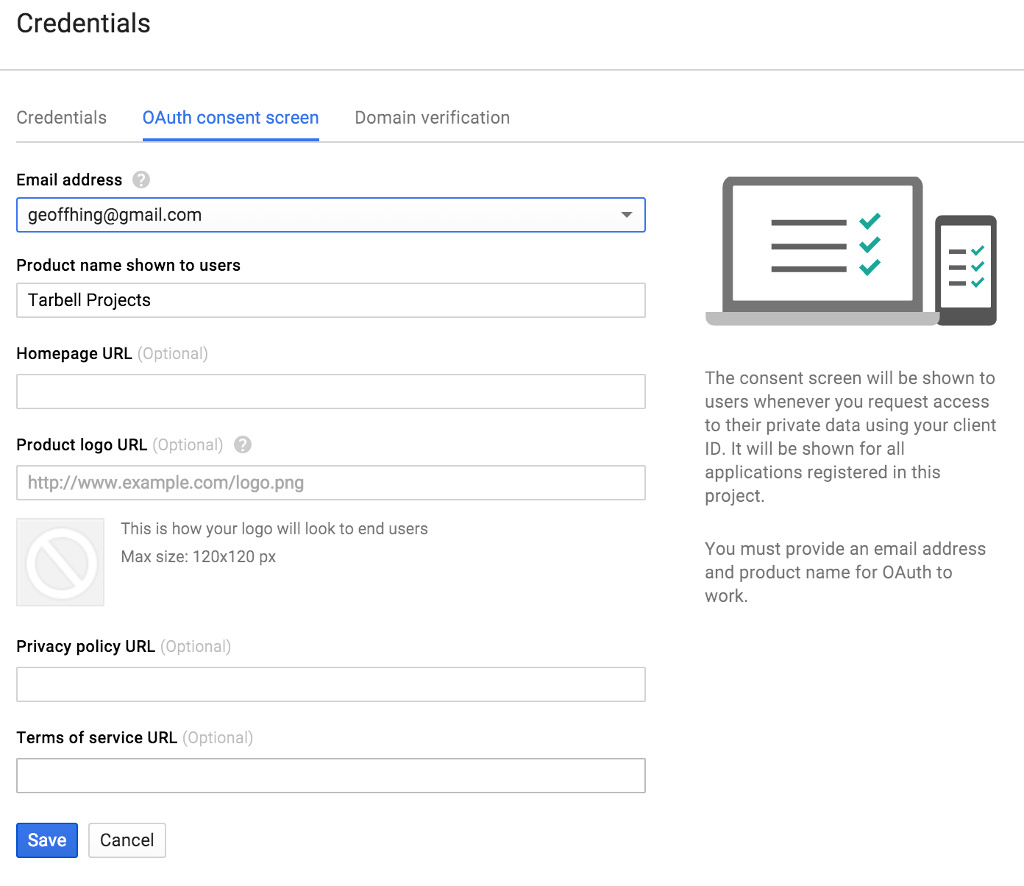 Credentials
Credentials OAuth consent screen Domain verification
Email address ?
geoffhing@gmail.com
Product name shown to users
Tarbell Projects
Homepage URL (Optional)
Product logo URL (Optional) ?
http://www.example.com/logo.png
This is how your logo will look to end users
Max size: 120x120 px
Privacy policy URL (Optional)
Terms of service URL (Optional)
Save Cancel
The consent screen will be shown to
users whenever you request access
to their private data using your client
ID. It will be shown for all
applications registered in this
project.
You must provide an email address
and product name for OAuth to
work.